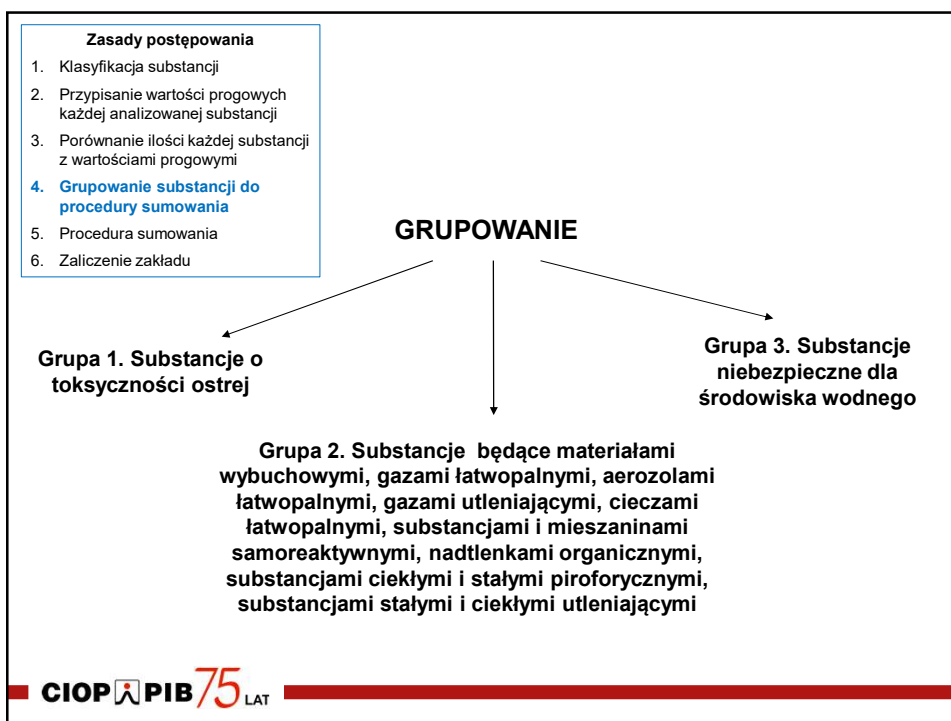 Zasady postępowania
1. Klasyfikacja substancji
2. Przypisanie wartości progowych
każdej analizowanej substancji
3. Porównanie ilości każdej substancji
z wartościami progowymi
4. Grupowanie substancji do
procedury sumowania
5. Procedura sumowania
6. Zaliczenie zakładu
GRUPOWANIE
Grupa 1. Substancje o
toksyczności ostrej
Grupa 3. Substancje
niebezpieczne dla
środowiska wodnego
Grupa 2. Substancje będące materiałami
wybuchowymi, gazami łatwopalnymi, aerozolami
łatwopalnymi, gazami utleniającymi, cieczami
łatwopalnymi, substancjami i mieszaninami
samoreaktywnymi, nadtlenkami organicznymi,
substancjami ciekłymi i stałymi piroforycznymi,
substancjami stałymi i ciekłymi utleniającymi
CIOP PIB 75 LAT